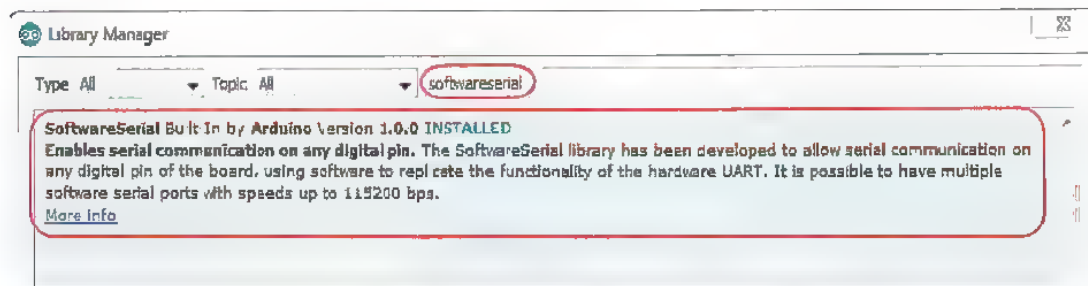 Library Manager
Type All Topic All softwareserial
SoftwareSerial Built-In by Arduino Version 1.0.0 INSTALLED
Enables serial communication on any digital pin. The SoftwareSerial library has been developed to allow serial communication on
any digital pin of the board, using software to replicate the functionality of the hardware UART. It is possible to have multiple
software serial ports with speeds up to 115200 bps.
More info